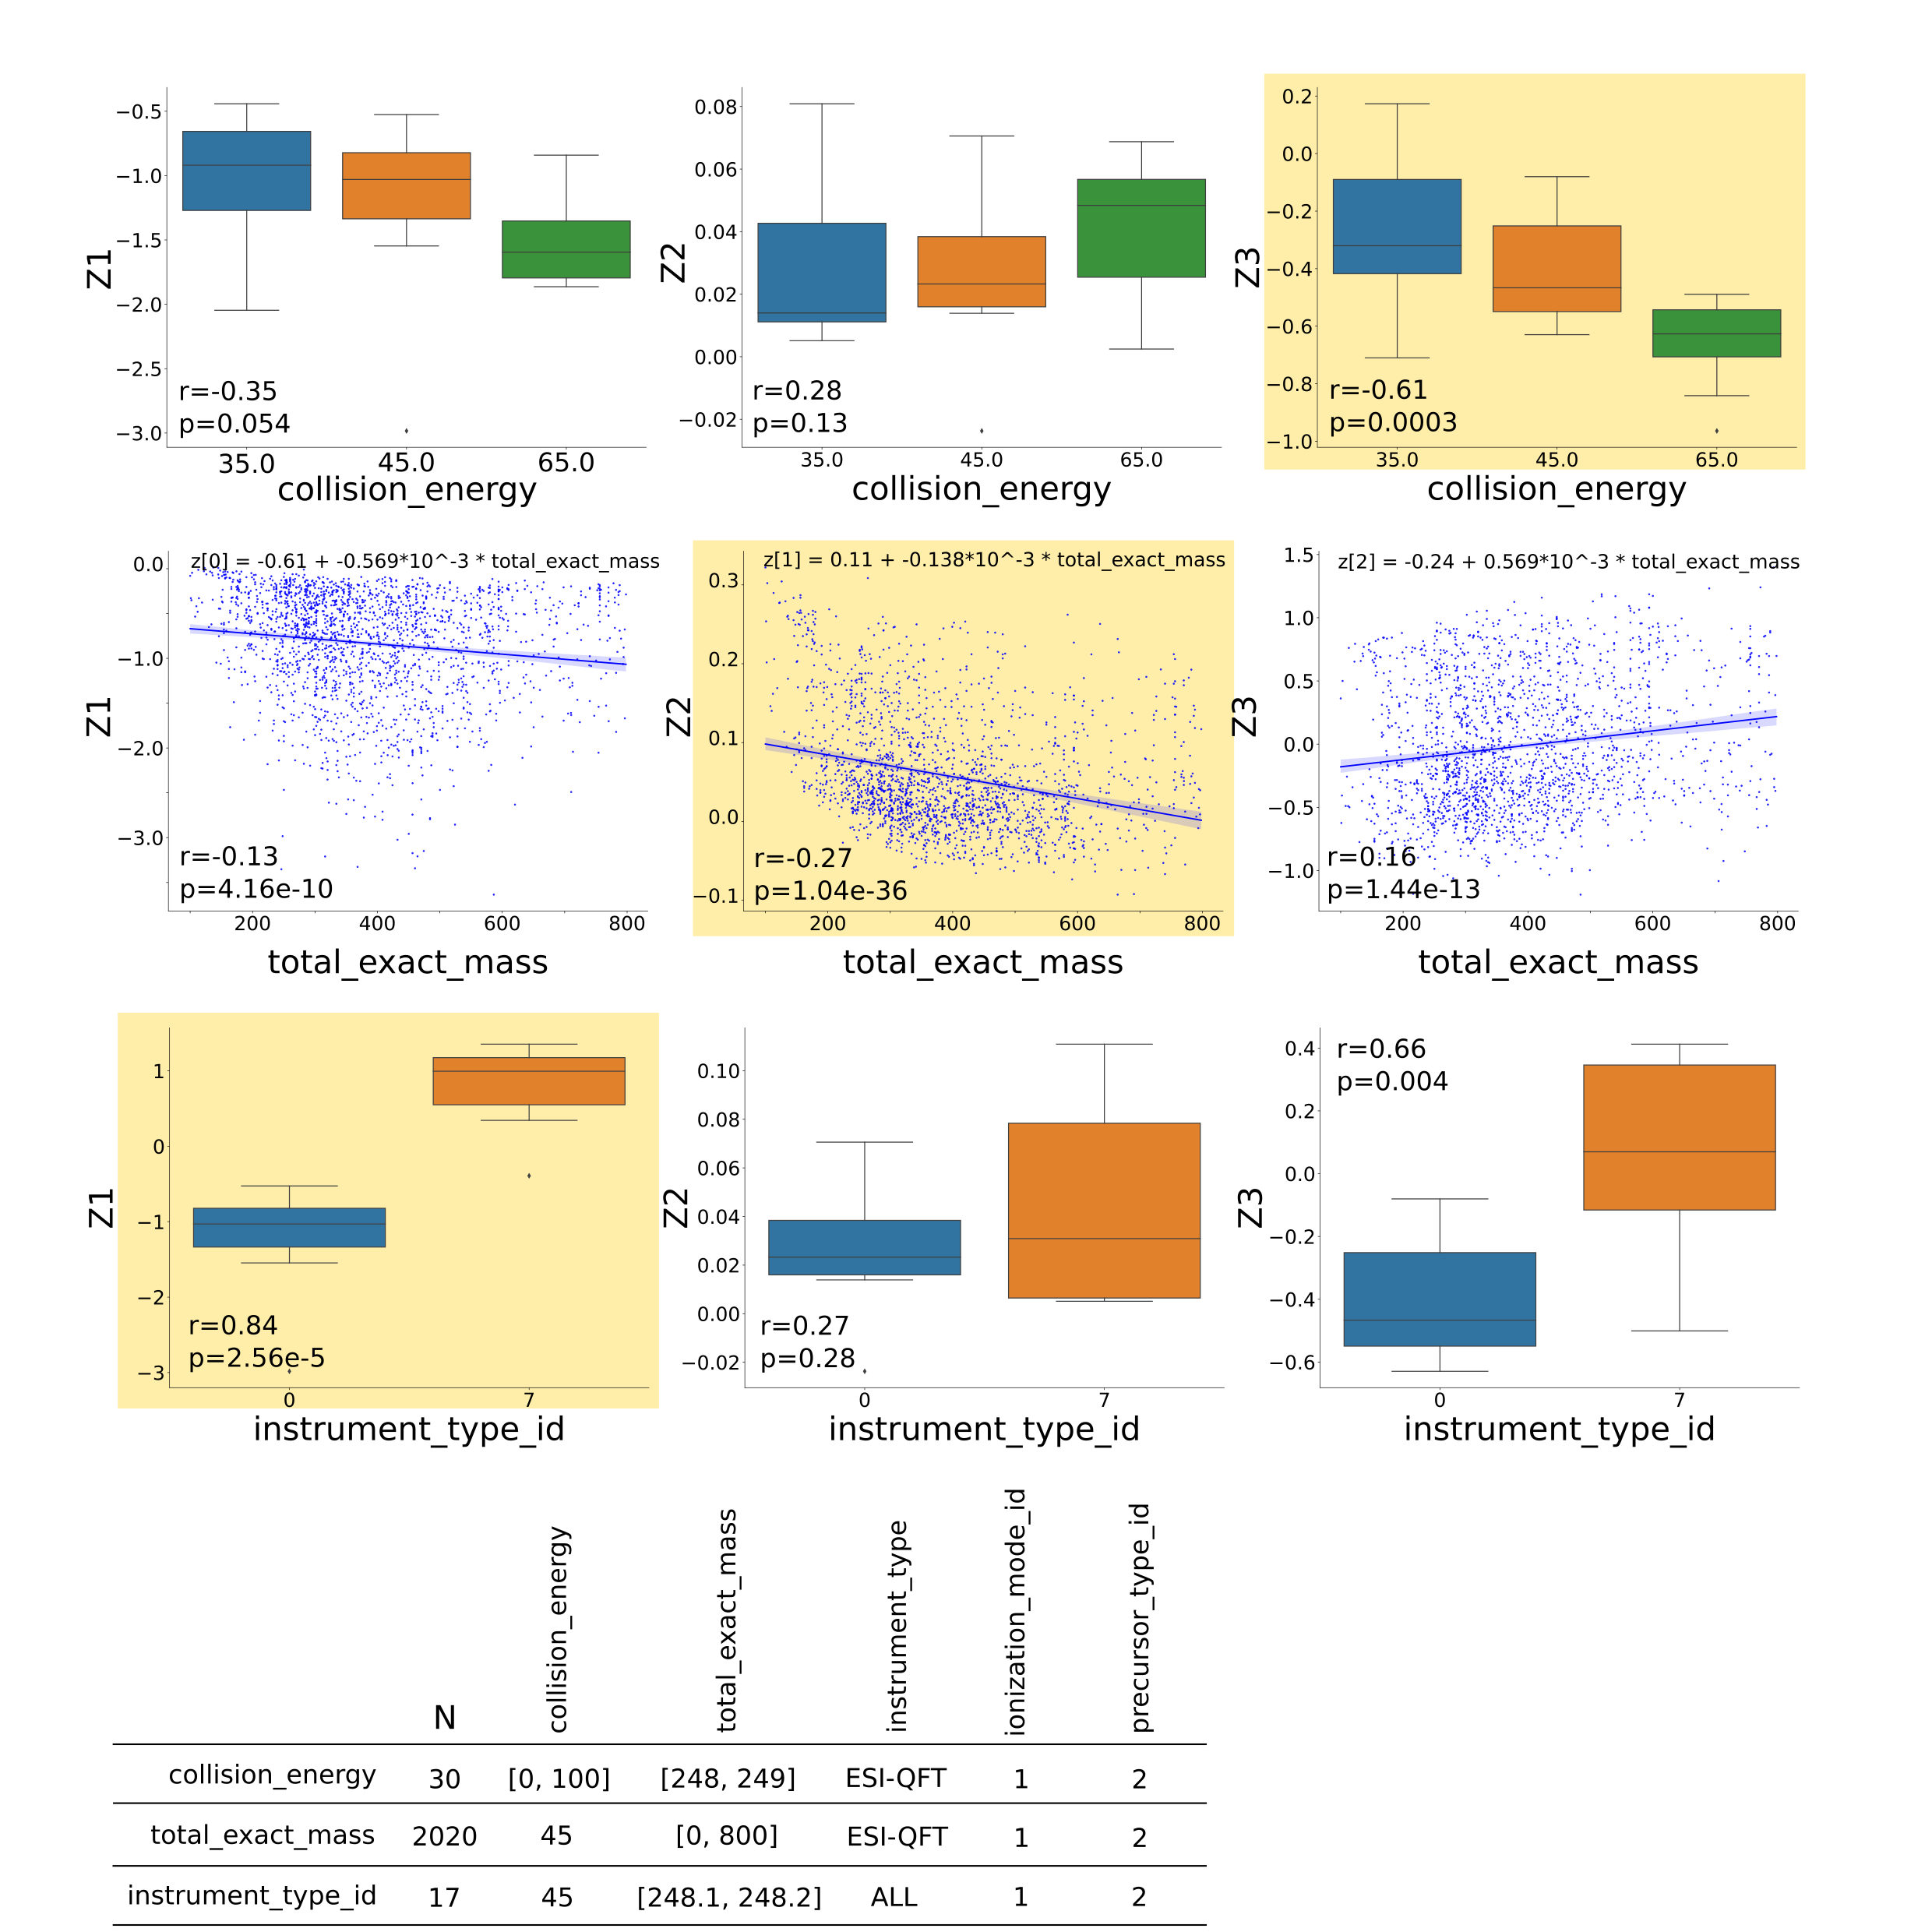 −0.5
−1.0
−1.5
−2.0
−2.5
−3.0
Z1
r=-0.35
p=0.054
35.0 45.0 65.0
collision_energy
0.08
0.06
0.04
0.02
0.00
−0.02
Z2
r=0.28
p=0.13
35.0 45.0 65.0
collision_energy
0.2
0.0
−0.2
−0.4
−0.6
−0.8
−1.0
Z3
r=-0.61
p=0.0003
35.0 45.0 65.0
collision_energy
z[0] = -0.61 + -0.569*10^-3 * total_exact_mass
0.0
−1.0
−2.0
−3.0
Z1
r=-0.13
p=4.16e-10
200 400 600 800
total_exact_mass
z[1] = 0.11 + -0.138*10^-3 * total_exact_mass
0.3
0.2
0.1
0.0
−0.1
Z2
r=-0.27
p=1.04e-36
200 400 600 800
total_exact_mass
z[2] = -0.24 + 0.569*10^-3 * total_exact_mass
1.5
1.0
0.5
0.0
−0.5
−1.0
Z3
r=0.16
p=1.44e-13
200 400 600 800
total_exact_mass
1
0
−1
−2
−3
Z1
r=0.84
p=2.56e-5
0 7
instrument_type_id
0.10
0.08
0.06
0.04
0.02
0.00
−0.02
Z2
r=0.27
p=0.28
0 7
instrument_type_id
0.4
0.2
0.0
−0.2
−0.4
−0.6
Z3
r=0.66
p=0.004
0 7
instrument_type_id
N collision_energy total_exact_mass instrument_type ionization_mode_id precursor_type_id
collision_energy 30 [0, 100] [248, 249] ESI-QFT 1 2
total_exact_mass 2020 45 [0, 800] ESI-QFT 1 2
instrument_type_id 17 45 [248.1, 248.2] ALL 1 2